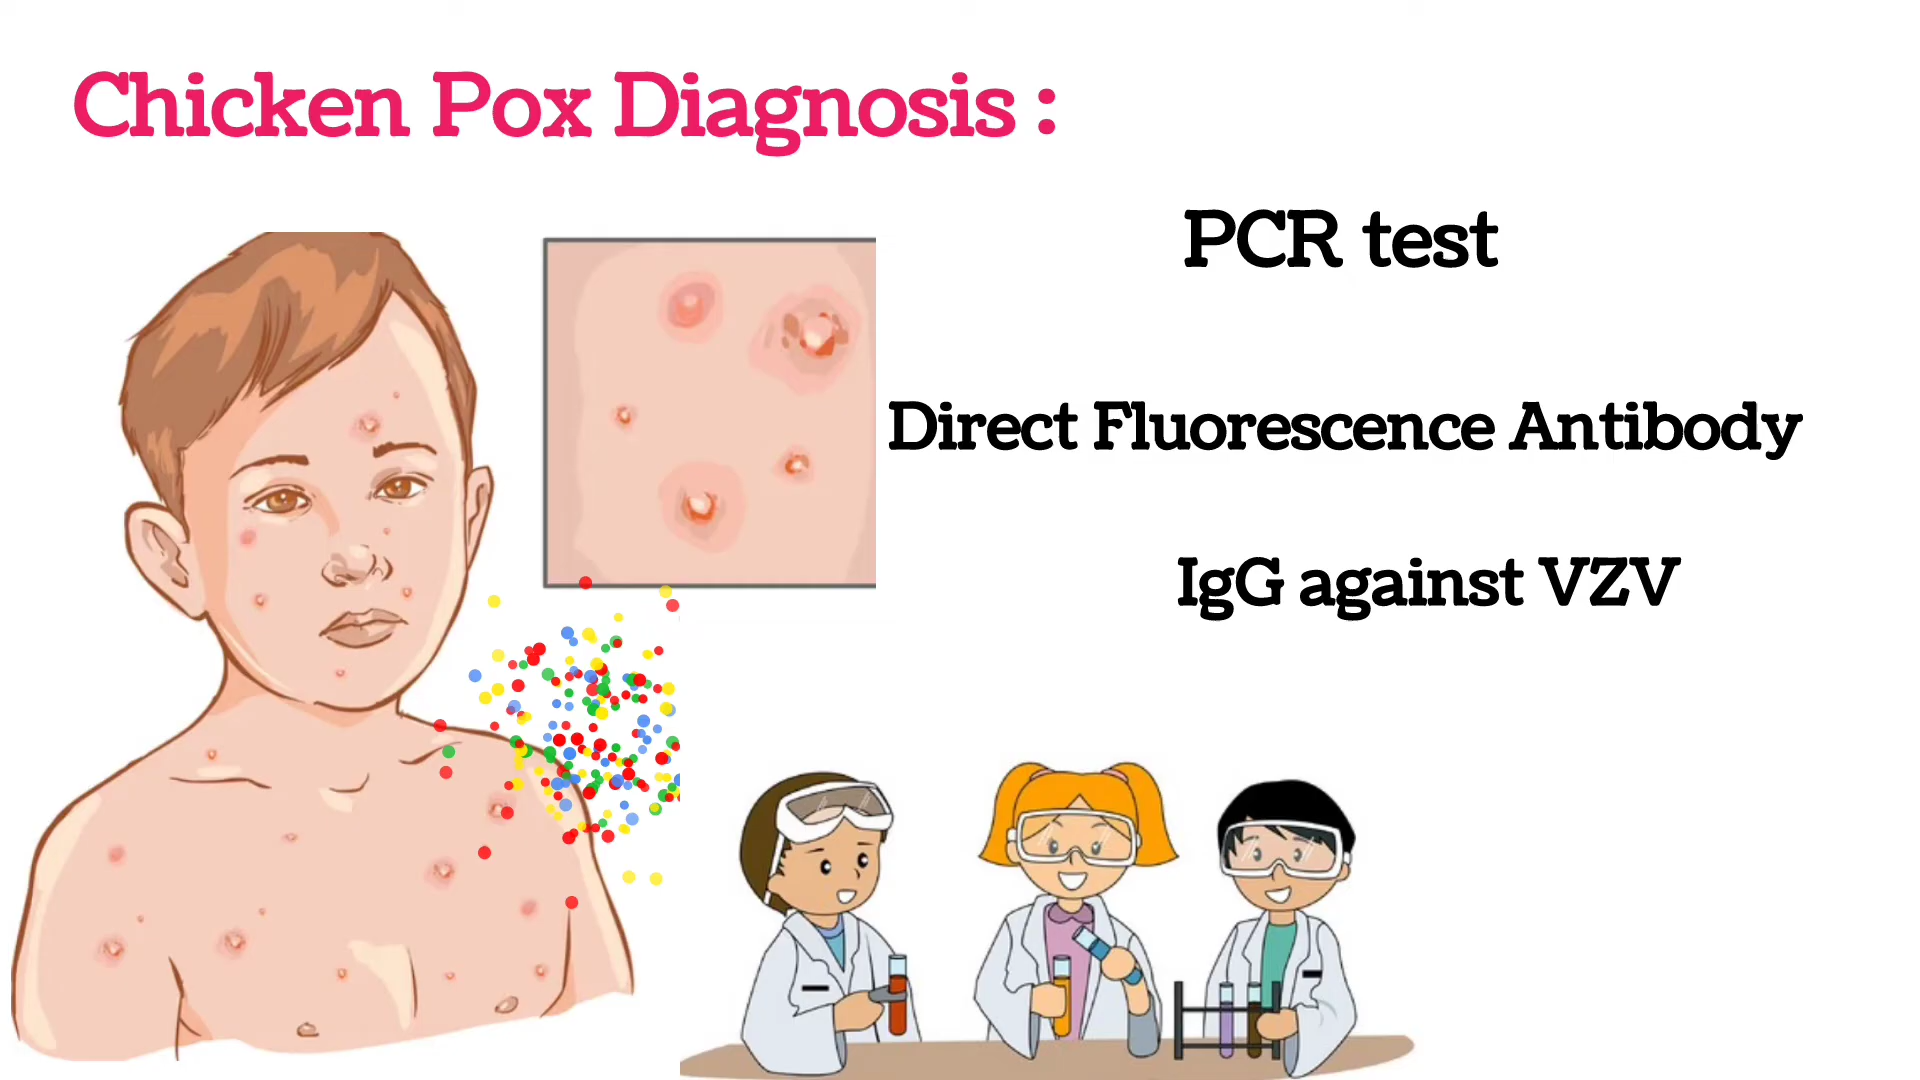 Chicken Pox Diagnosis :
PCR test
Direct Fluorescence Antibody
IgG against VZV